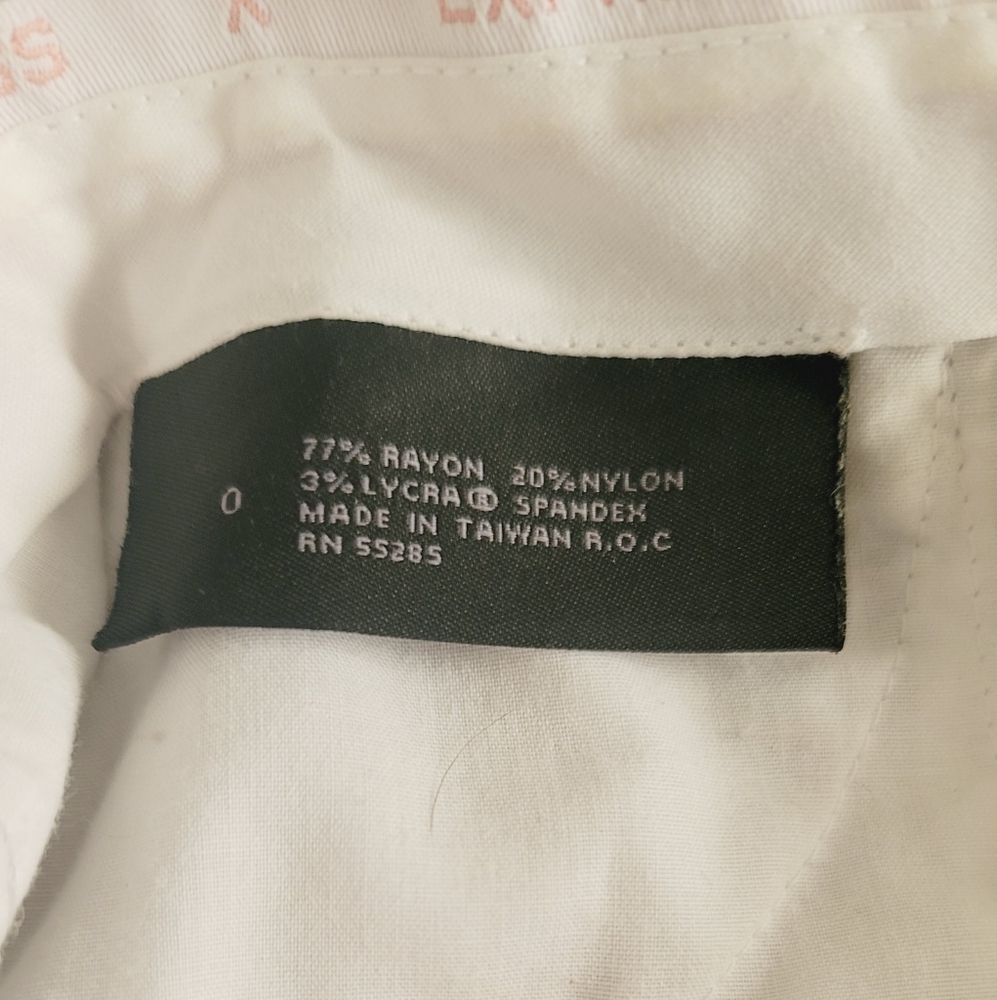 77% RAYON 20% NYLON
3% LYCRA® SPANDEX
0
MADE IN TAIWAN R.O.C
RN 55285